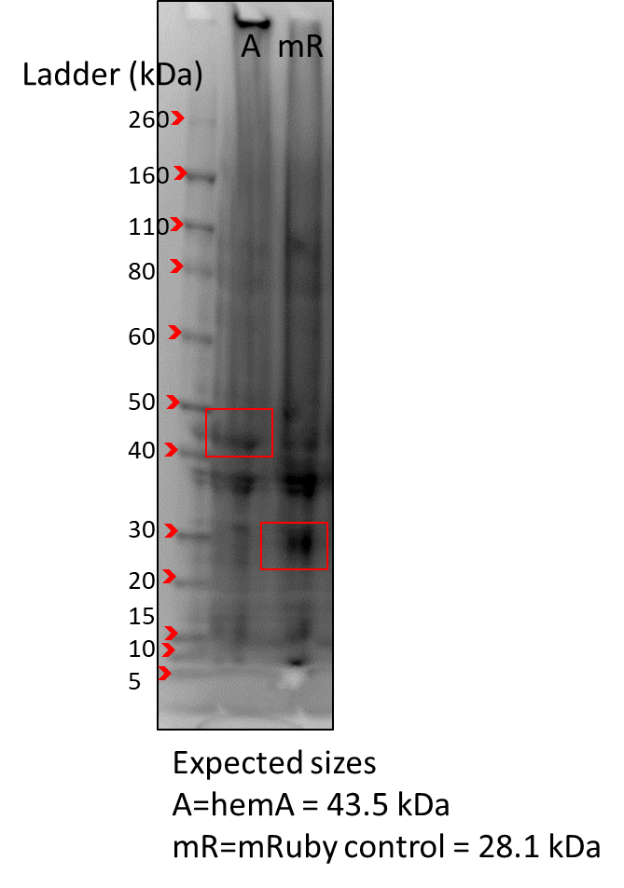 A mR
Ladder (kDa)
260
160
110
80
60
50
40
30
20
15
10
5
Expected sizes
A=hemA = 43.5 kDa
mR=mRuby control = 28.1 kDa